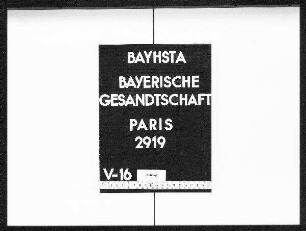 BAYHSTA
BAYERISCHE
GESANDTSCHAFT
PARIS
2919
V-16